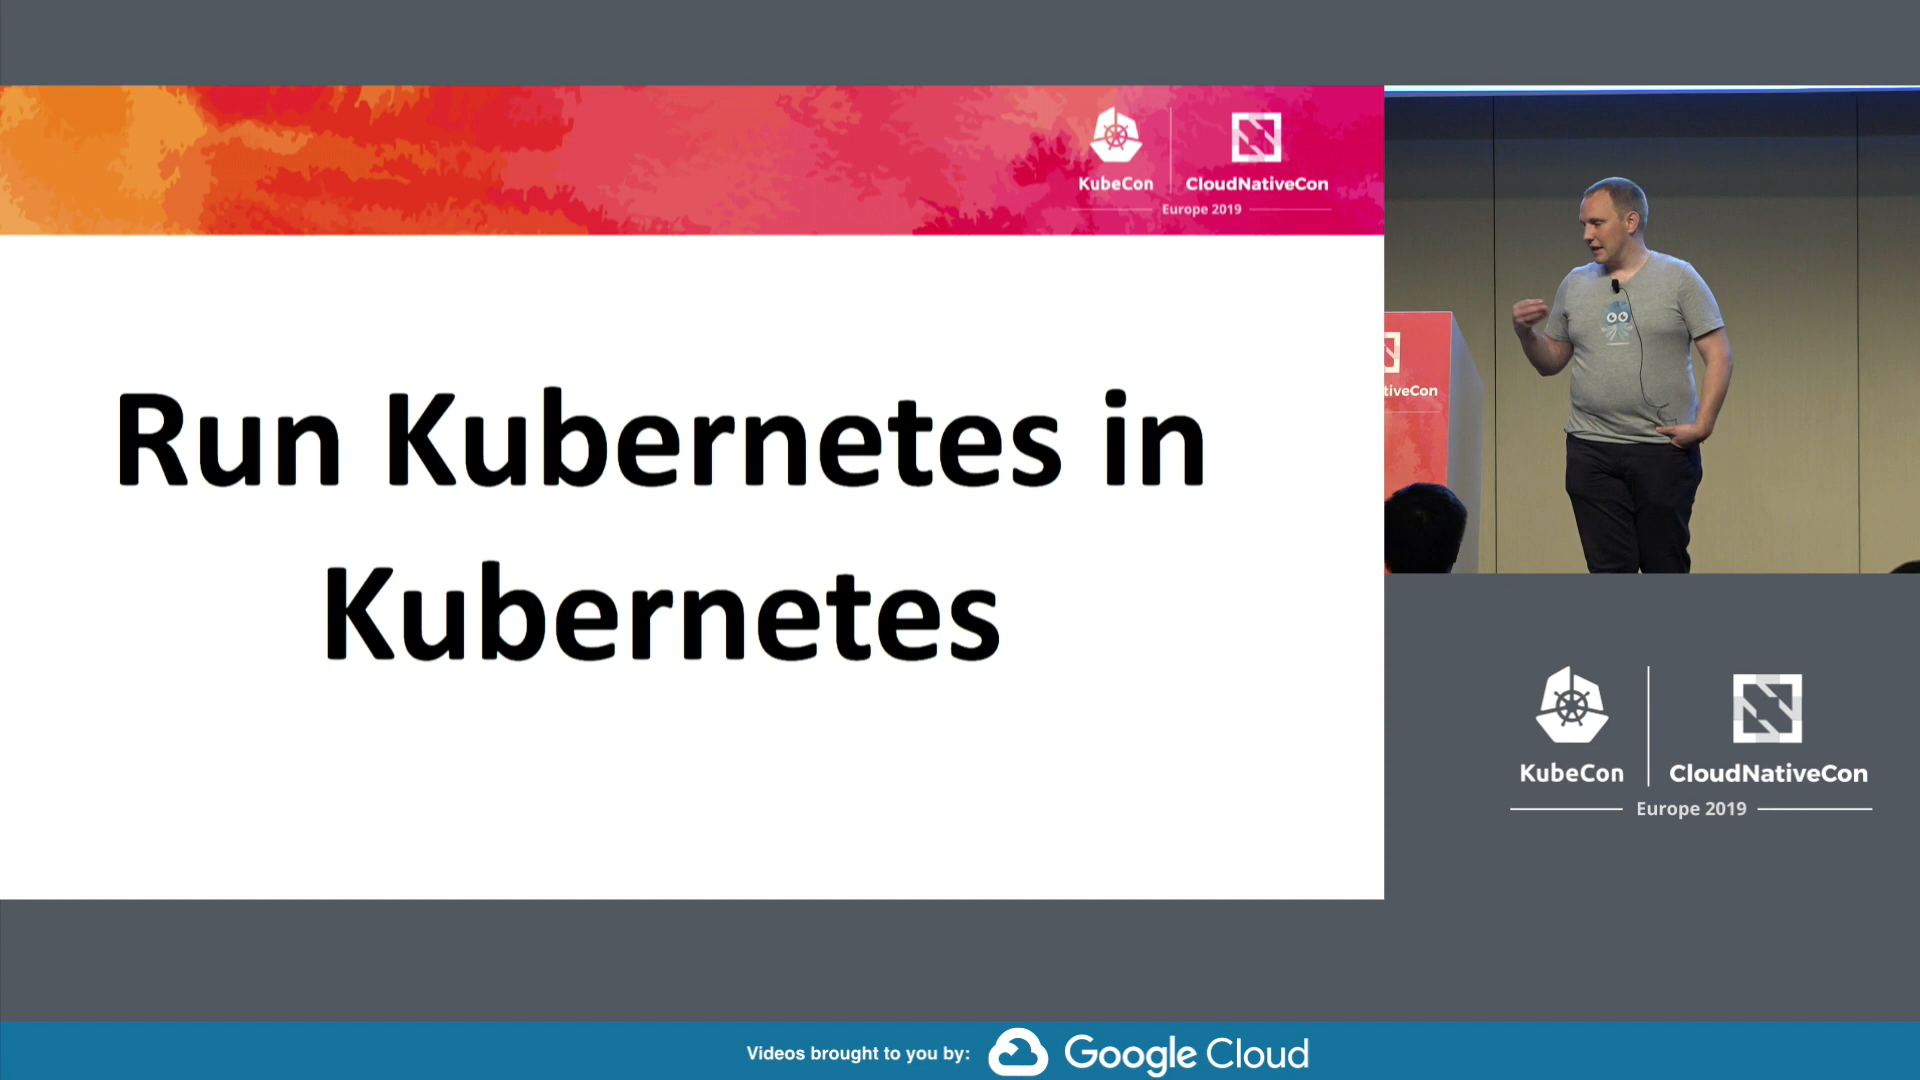 KubeCon
CloudNativeCon
Europe 2019
Run Kubernetes in
Kubernetes
tiveCon
KubeCon
CloudNativeCon
Europe 2019
Videos brought to you by:
Google Cloud